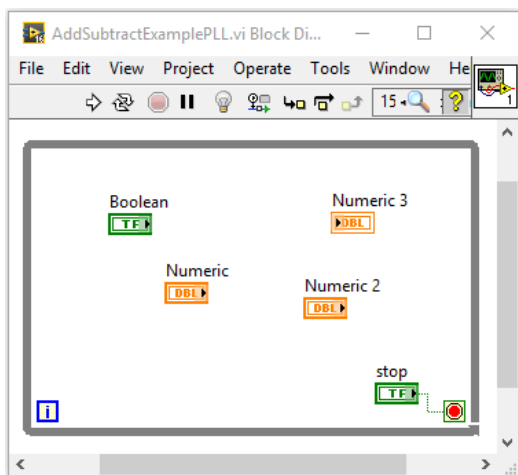 AddSubtractExamplePLL.vi Block Di...
File Edit View Project Operate Tools Window He
15
1
Boolean
TF
Numeric 3
DBL
Numeric
DBL
Numeric 2
DBL
stop
TF
i